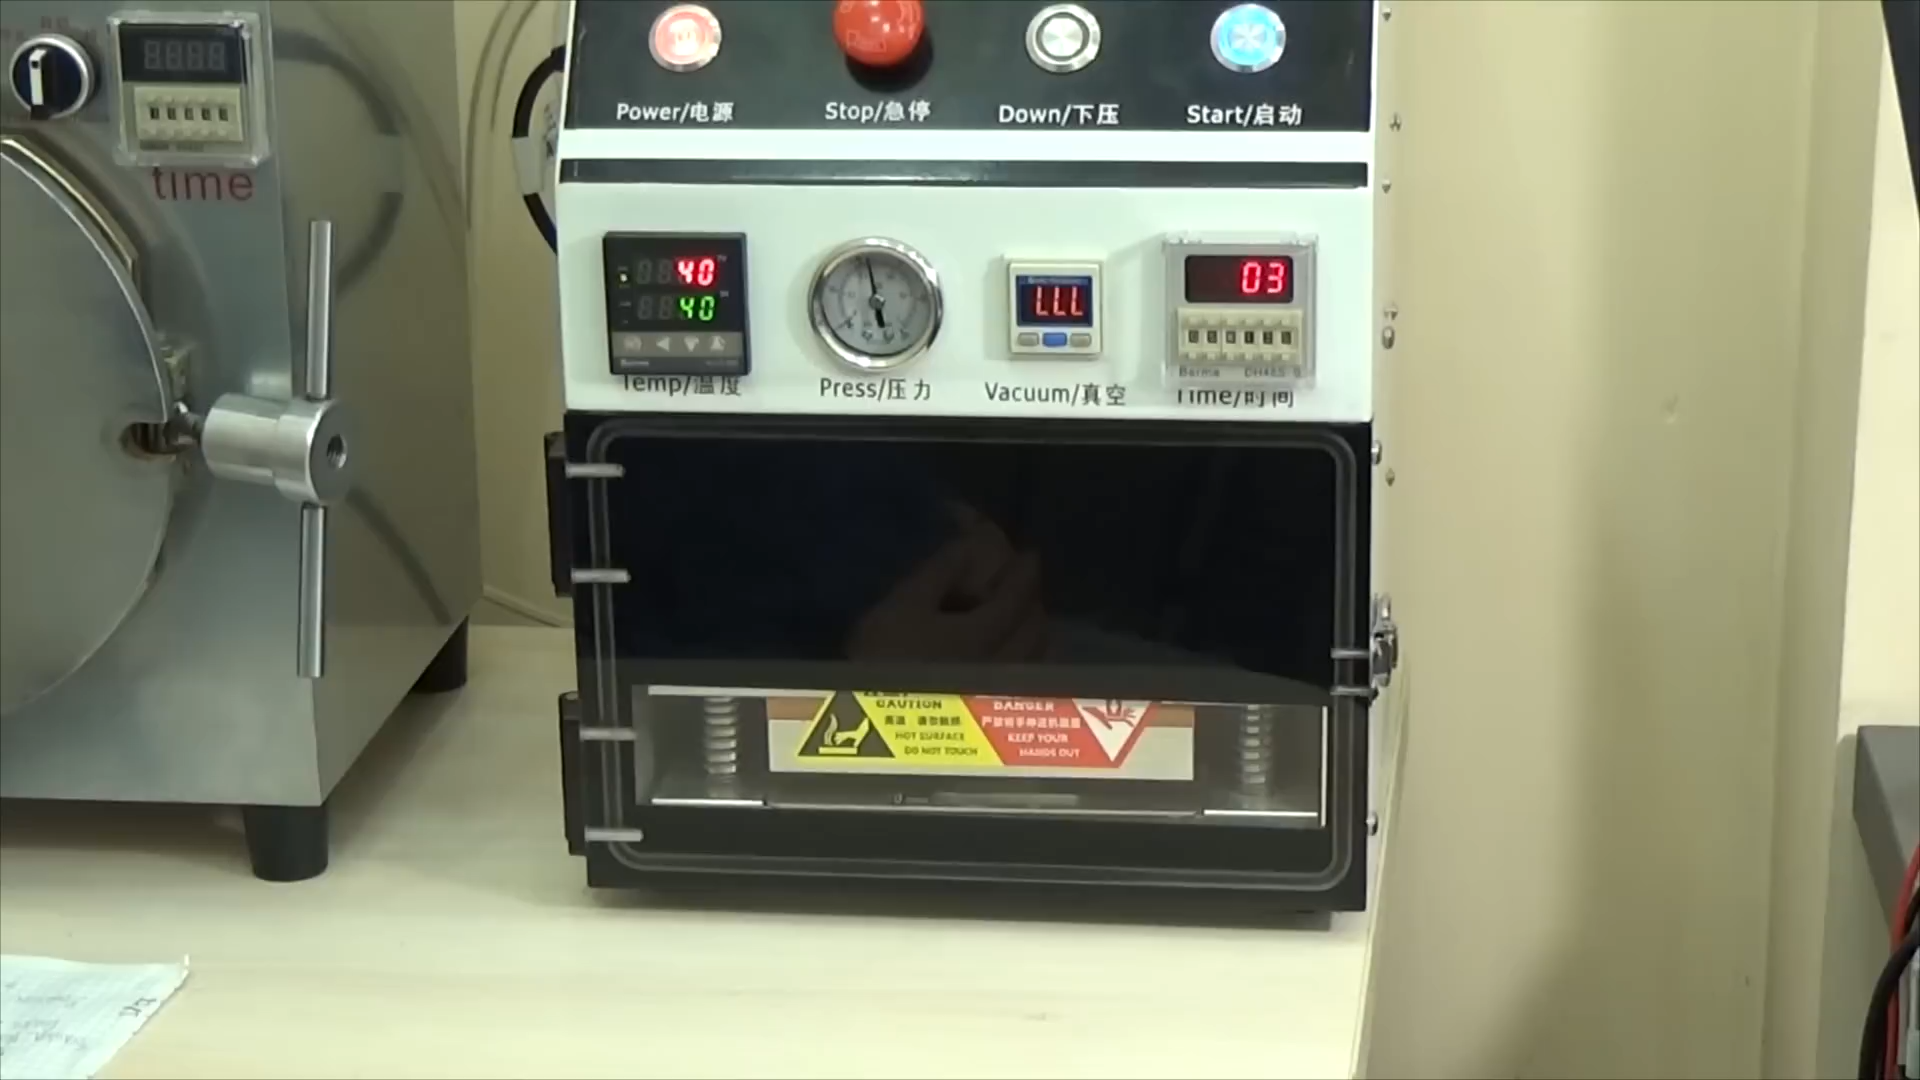 time
Power/电源
Stop/急停
Down/下压
Start/启动
40
40
LLL
03
Temp/温度
Press/压力
Vacuum/真空
Time/时间
CAUTION
高温
HOT SURFACE
DO NOT TOUCH
DANGER
KEEP YOUR
HANDS OUT